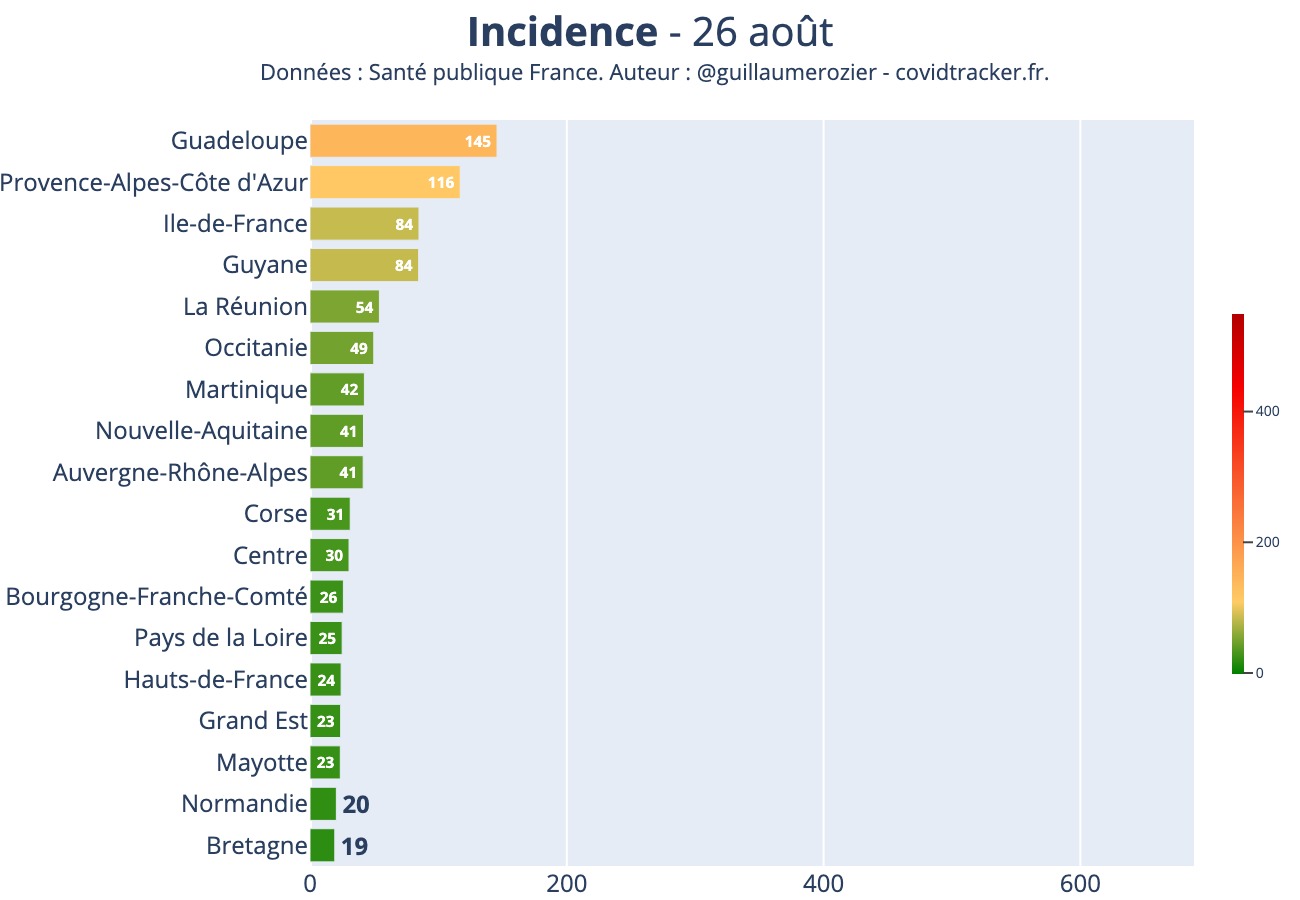 Incidence - 26 août
Données : Santé publique France. Auteur : @guillaumerozier - covidtracker.fr.
Guadeloupe 145
Provence-Alpes-Côte d'Azur 116
Ile-de-France 84
Guyane 84
La Réunion 54
Occitanie 49
Martinique 42
Nouvelle-Aquitaine 41
Auvergne-Rhône-Alpes 41
Corse 31
Centre 30
Bourgogne-Franche-Comté 26
Pays de la Loire 25
Hauts-de-France 24
Grand Est 23
Mayotte 23
Normandie 20
Bretagne 19
0 200 400 600
400
200
0